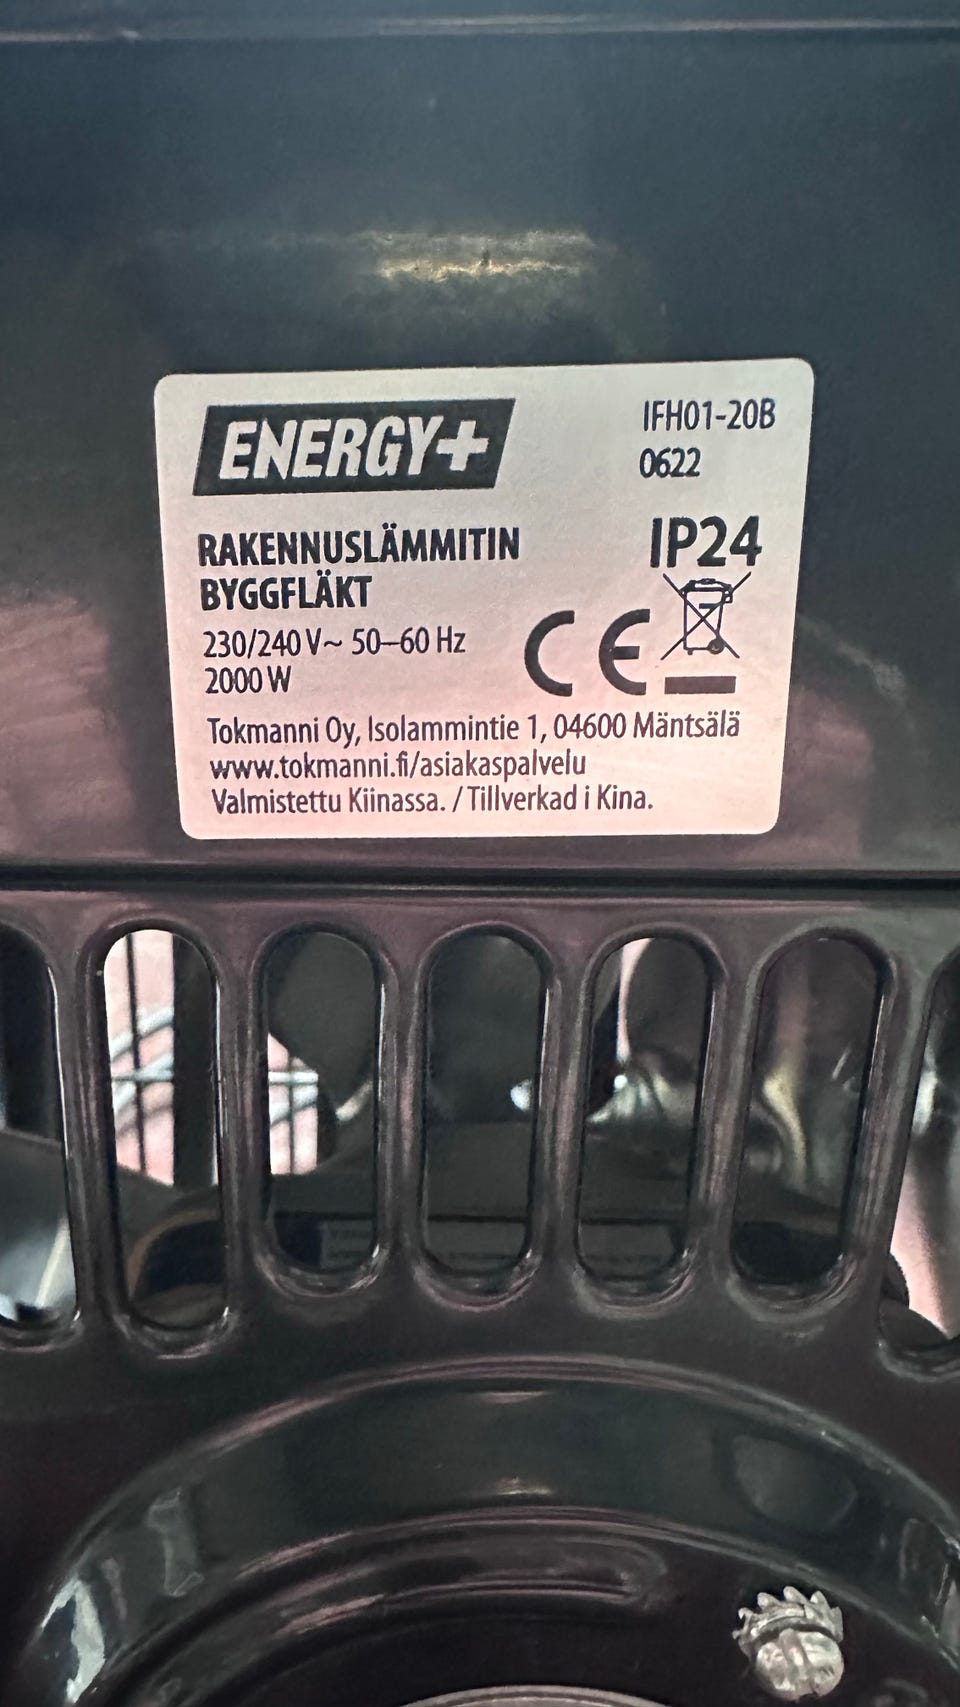 ENERGY+
IFH01-20B
0622
IP24
RAKENNUSLÄMMITIN
BYGGFLÄKT
230/240 V~ 50–60 Hz
2000 W
CE
Tokmanni Oy, Isolammintie 1, 04600 Mäntsälä
www.tokmanni.fi/asiakaspalvelu
Valmistettu Kiinassa. / Tillverkad i Kina.